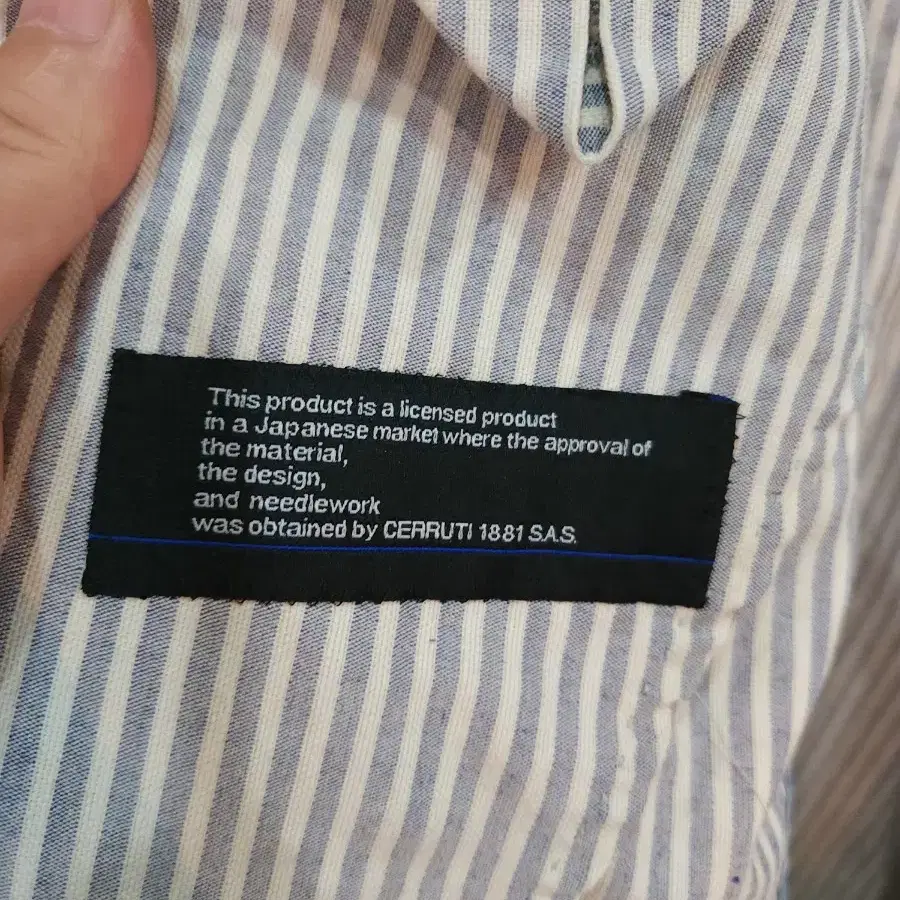 This product is a licensed product
in a Japanese market where the approval of
the material,
the design,
and needlework
was obtained by CERRUTI 1881 S.A.S.